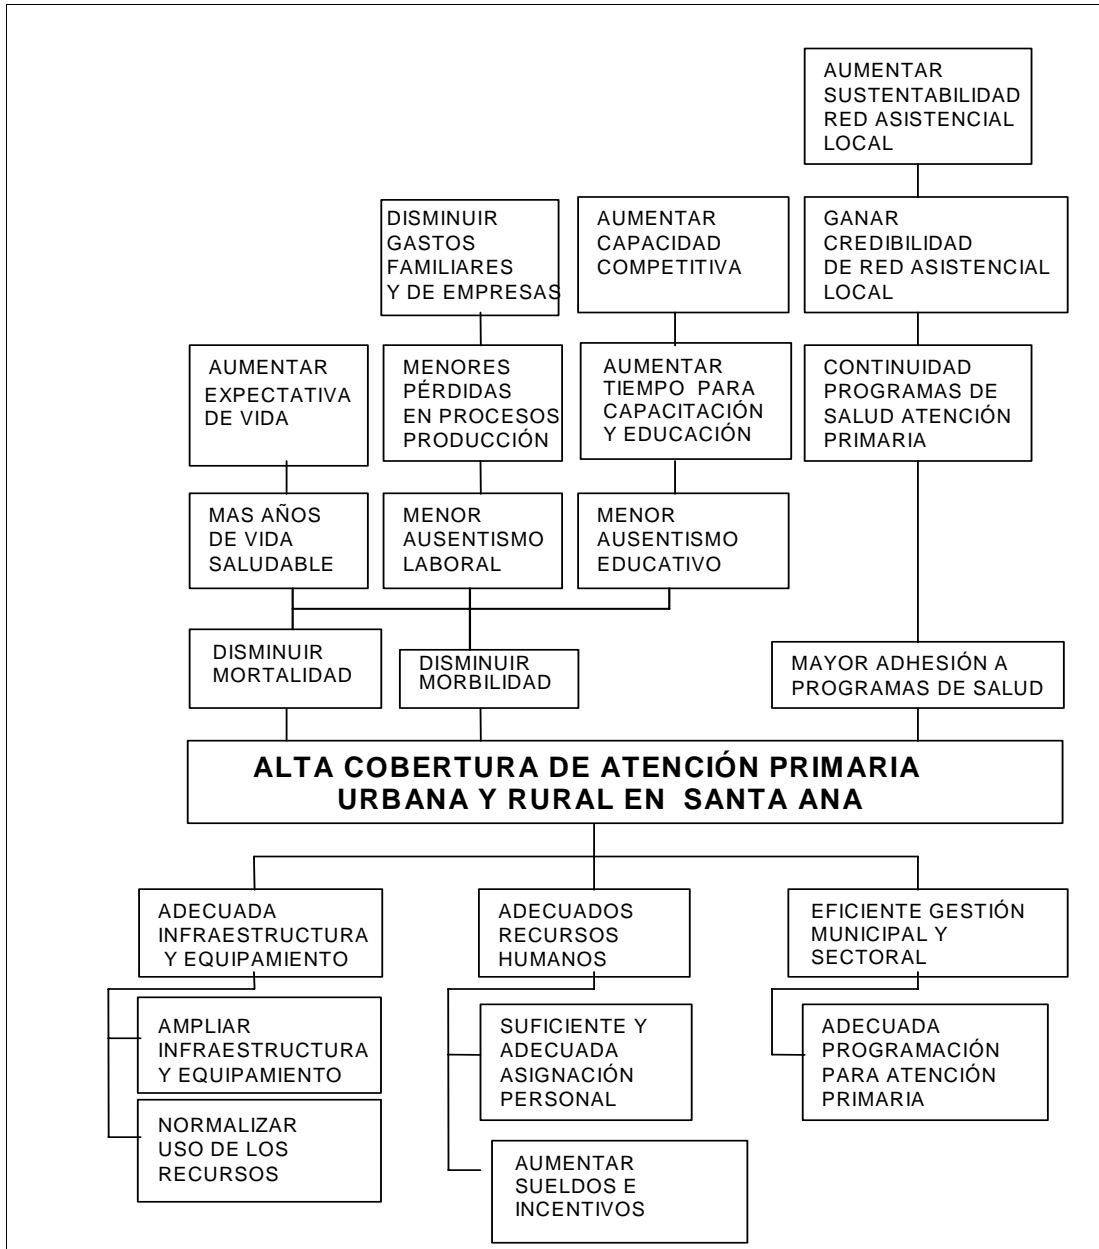 AUMENTAR
SUSTENTABILIDAD
RED ASISTENCIAL
LOCAL
DISMINUIR
GASTOS
FAMILIARES
Y DE EMPRESAS
AUMENTAR
CAPACIDAD
COMPETITIVA
GANAR
CREDIBILIDAD
DE RED ASISTENCIAL
LOCAL
AUMENTAR
EXPECTATIVA
DE VIDA
MENORES
PÉRDIDAS
EN PROCESOS
PRODUCCIÓN
AUMENTAR
TIEMPO PARA
CAPACITACIÓN
Y EDUCACIÓN
CONTINUIDAD
PROGRAMAS DE
SALUD ATENCIÓN
PRIMARIA
MAS AÑOS
DE VIDA
SALUDABLE
MENOR
AUSENTISMO
LABORAL
MENOR
AUSENTISMO
EDUCATIVO
DISMINUIR
MORTALIDAD
DISMINUIR
MORBILIDAD
MAYOR ADHESIÓN A
PROGRAMAS DE SALUD
ALTA COBERTURA DE ATENCIÓN PRIMARIA
URBANA Y RURAL EN SANTA ANA
ADECUADA
INFRAESTRUCTURA
Y EQUIPAMIENTO
ADECUADOS
RECURSOS
HUMANOS
EFICIENTE GESTIÓN
MUNICIPAL Y
SECTORAL
AMPLIAR
INFRAESTRUCTURA
Y EQUIPAMIENTO
SUFICIENTE Y
ADECUADA
ASIGNACIÓN
PERSONAL
ADECUADA
PROGRAMACIÓN
PARA ATENCIÓN
PRIMARIA
NORMALIZAR
USO DE LOS
RECURSOS
AUMENTAR
SUELDOS E
INCENTIVOS